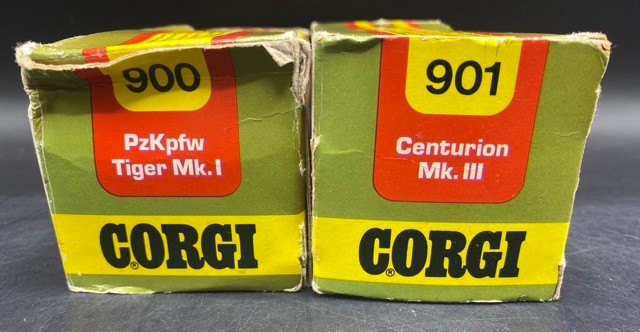 900
PzKpfw
Tiger Mk. I
CORGI®
901
Centurion
Mk. III
CORGI®